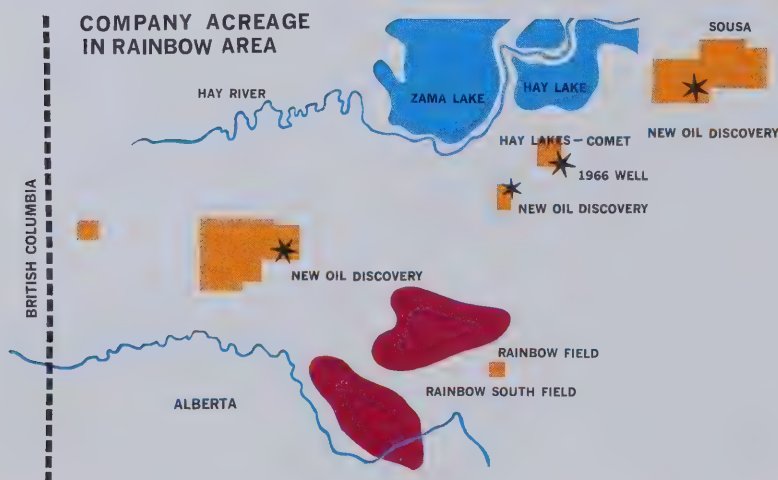 COMPANY ACREAGE
IN RAINBOW AREA
SOUSA
HAY RIVER
ZAMA LAKE
HAY LAKE
NEW OIL DISCOVERY
HAY LAKES–COMET
1966 WELL
NEW OIL DISCOVERY
BRITISH COLUMBIA
NEW OIL DISCOVERY
RAINBOW FIELD
RAINBOW SOUTH FIELD
ALBERTA